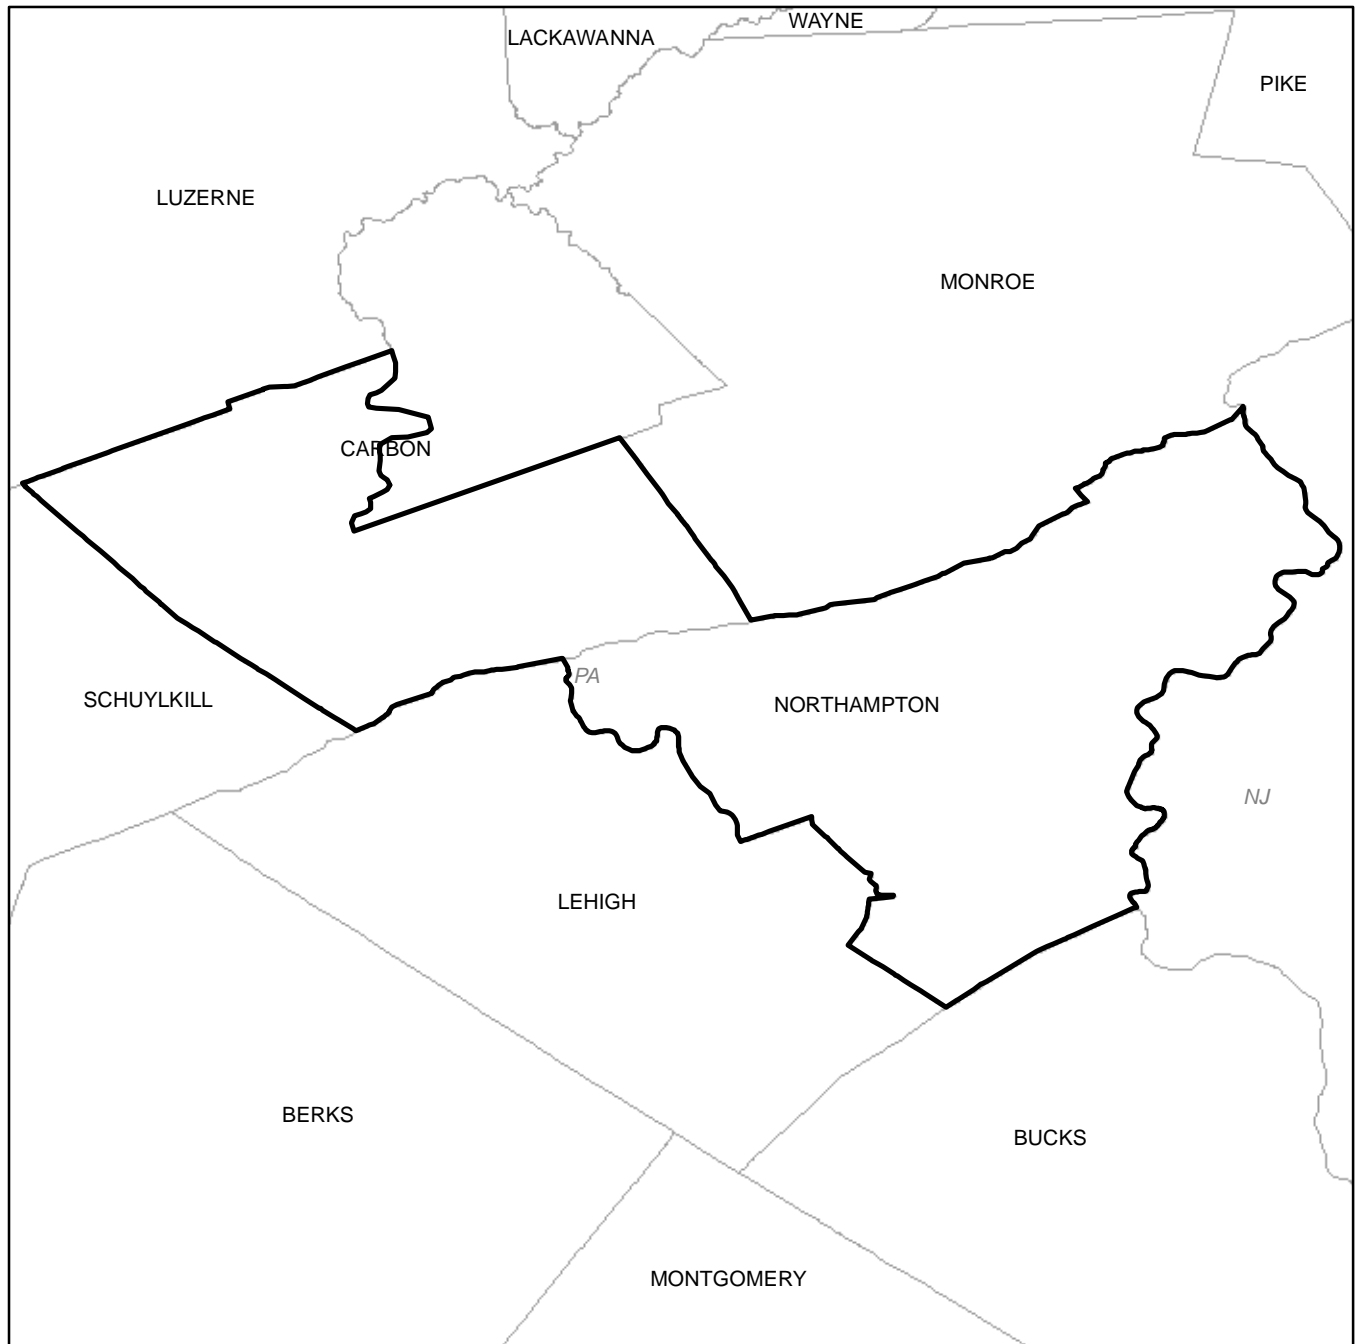 WAYNE
LACKAWANNA
PIKE
LUZERNE
MONROE
CARBON
PA
SCHUYLKILL
NORTHAMPTON
NJ
LEHIGH
BERKS
BUCKS
MONTGOMERY